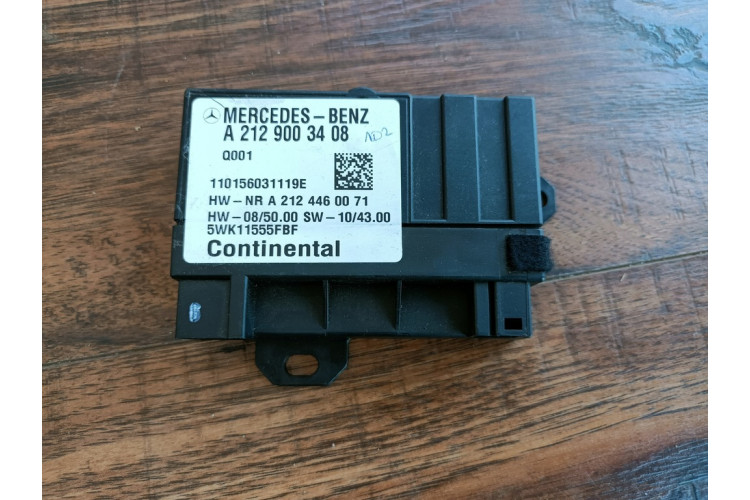 MERCEDES-BENZ
A 212 900 34 08
AD2
Q001
110156031119E
HW-NR A 212 446 00 71
HW-08/50.00 SW-10/43.00
5WK11555FBF
Continental